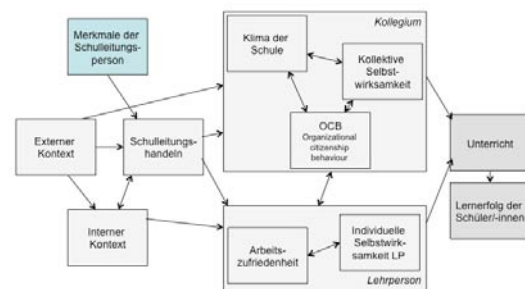 Kollegium
Merkmale der
Schulleitungs-
person
Klima der
Schule
Kollektive
Selbst-
wirksamkeit
Externer
Kontext
Schulleitungs-
handeln
OCB
Organizational
citizenship
behaviour
Unterricht
Lernerfolg der
Schüler/-innen
Interner
Kontext
Arbeits-
zufriedenheit
Individuelle
Selbstwirk-
samkeit LP
Lehrperson